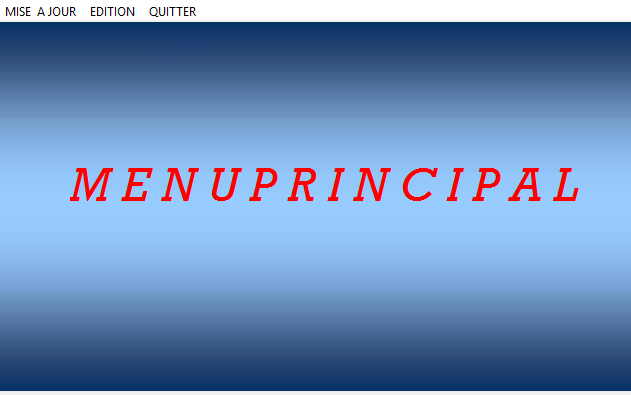 MISE A JOUR EDITION QUITTER
MENUPRINCIPAL